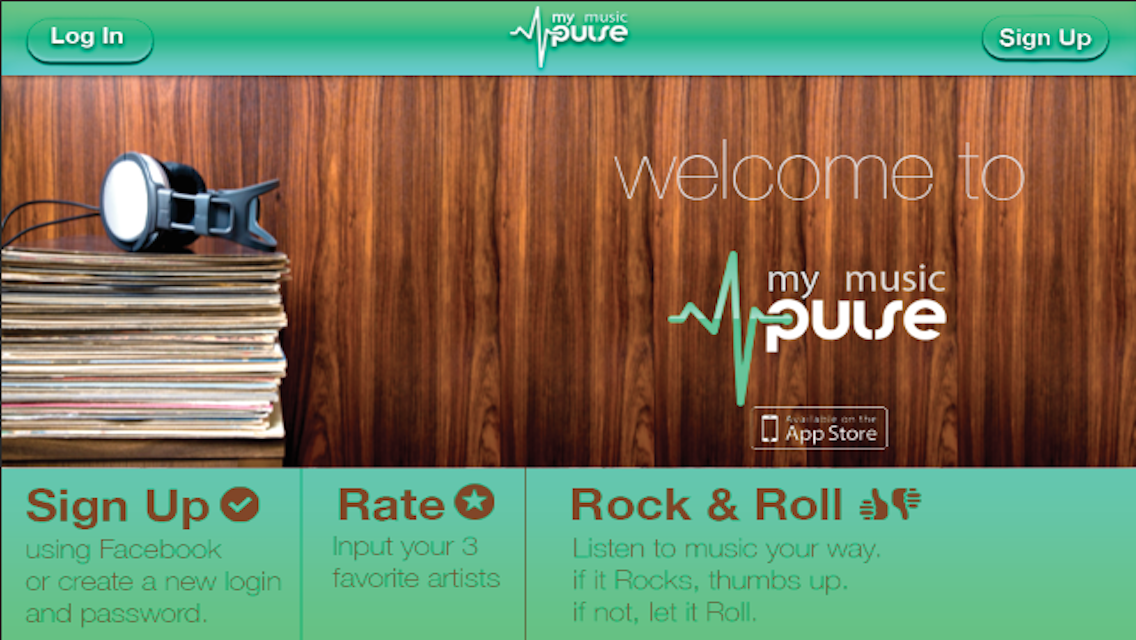 Log In
my music
pulse
Sign Up
welcome to
my music
pulse
Available on the
App Store
Sign Up
using Facebook
or create a new login
and password.
Rate
Input your 3
favorite artists
Rock & Roll
Listen to music your way.
if it Rocks, thumbs up.
if not, let it Roll.